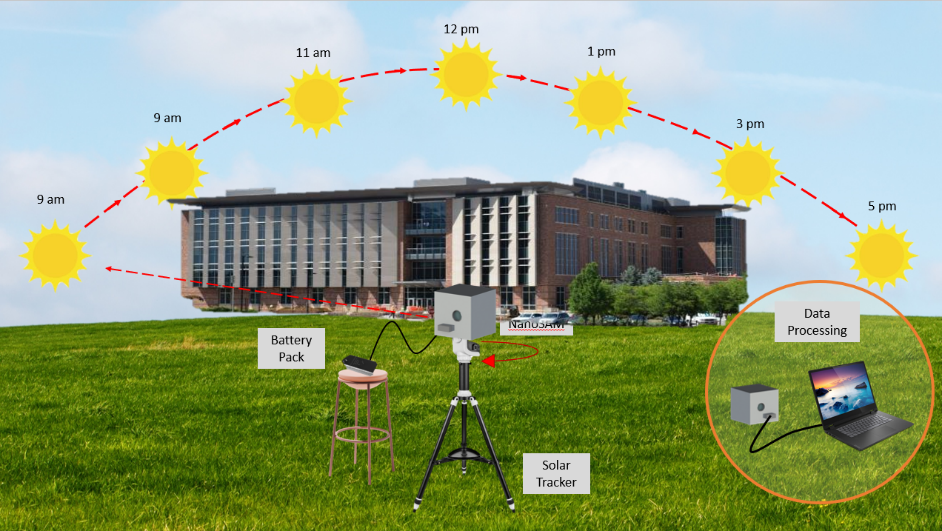 12 pm
11 am
1 pm
9 am
3 pm
9 am
5 pm
Data
Processing
NanoSAM
Battery
Pack
Solar
Tracker